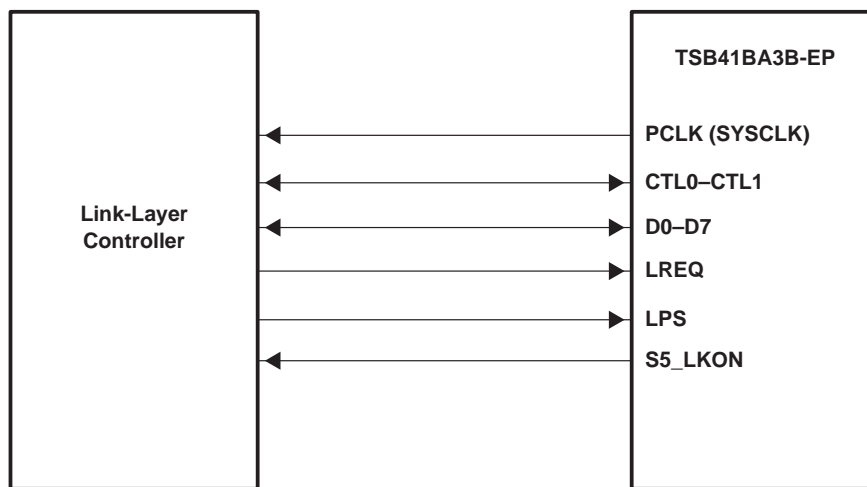 TSB41BA3B-EP
PCLK (SYSCLK)
CTL0–CTL1
Link-Layer
Controller
D0–D7
LREQ
LPS
S5_LKON